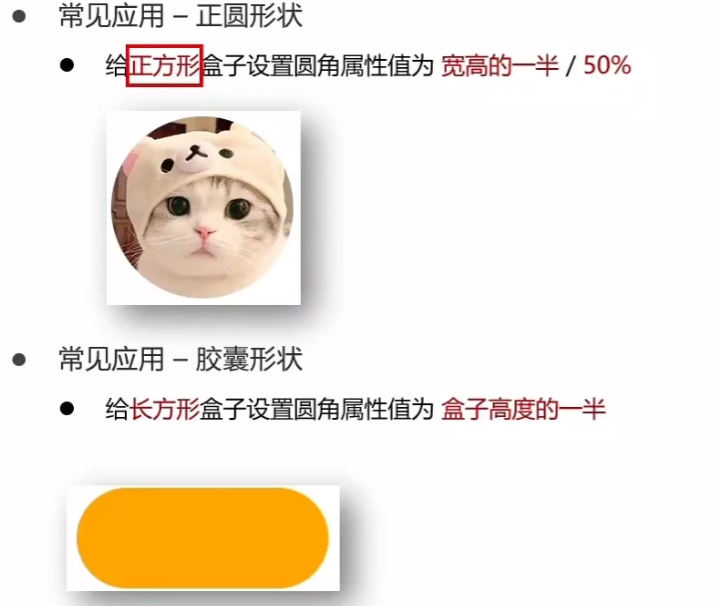 常见应用 – 正圆形状
给正方形盒子设置圆角属性值为 宽高的一半 / 50%
常见应用 – 胶囊形状
给长方形盒子设置圆角属性值为 盒子高度的一半